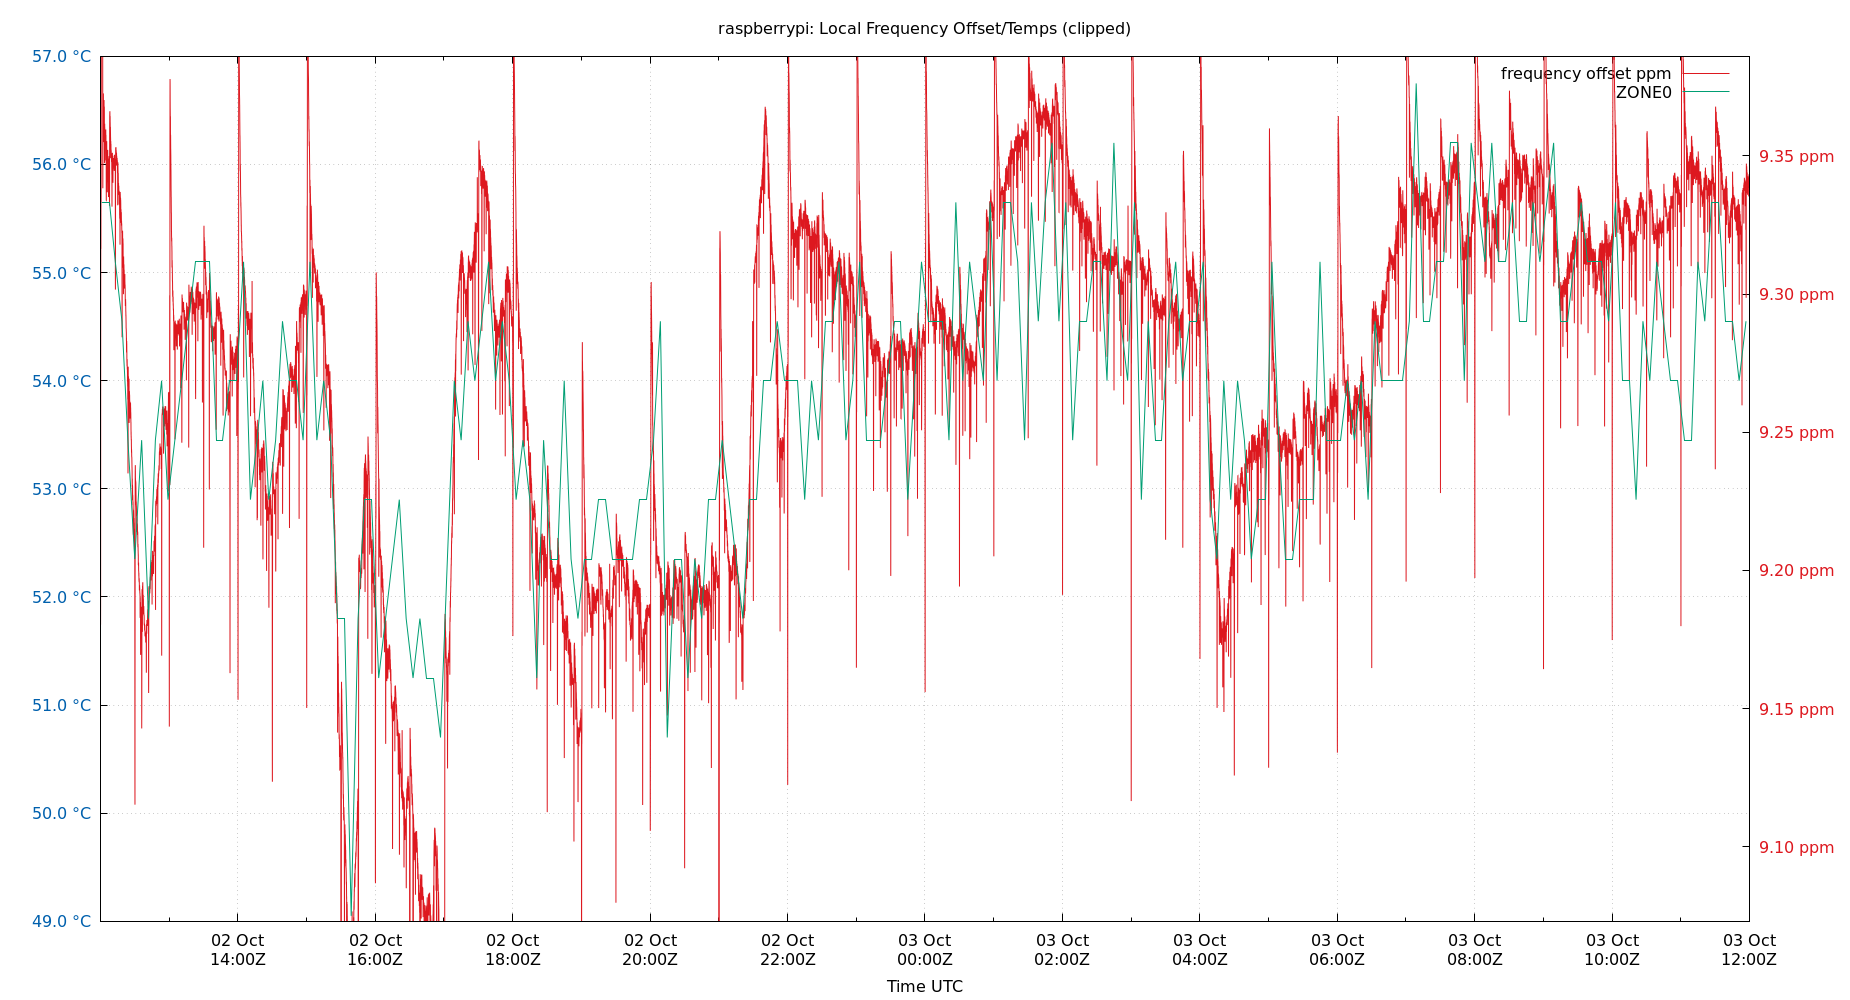 raspberrypi: Local Frequency Offset/Temps (clipped)
57.0 °C
56.0 °C
55.0 °C
54.0 °C
53.0 °C
52.0 °C
51.0 °C
50.0 °C
49.0 °C
frequency offset ppm
ZONE0
9.35 ppm
9.30 ppm
9.25 ppm
9.20 ppm
9.15 ppm
9.10 ppm
02 Oct 02 Oct 02 Oct 02 Oct 02 Oct 03 Oct 03 Oct 03 Oct 03 Oct 03 Oct 03 Oct 03 Oct
14:00Z 16:00Z 18:00Z 20:00Z 22:00Z 00:00Z 02:00Z 04:00Z 06:00Z 08:00Z 10:00Z 12:00Z
Time UTC